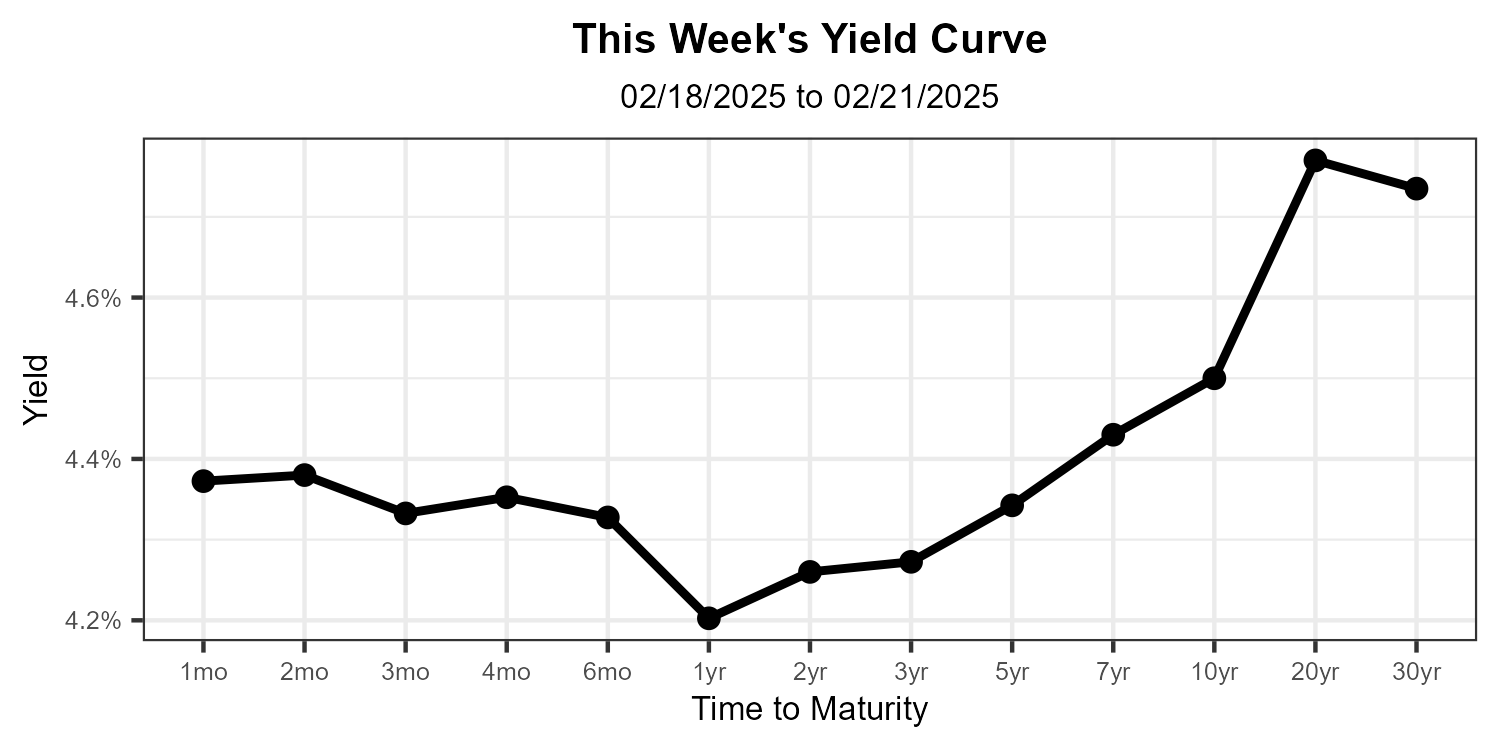 This Week's Yield Curve
02/18/2025 to 02/21/2025
Yield
4.6%
4.4%
4.2%
1mo 2mo 3mo 4mo 6mo 1yr 2yr 3yr 5yr 7yr 10yr 20yr 30yr
Time to Maturity